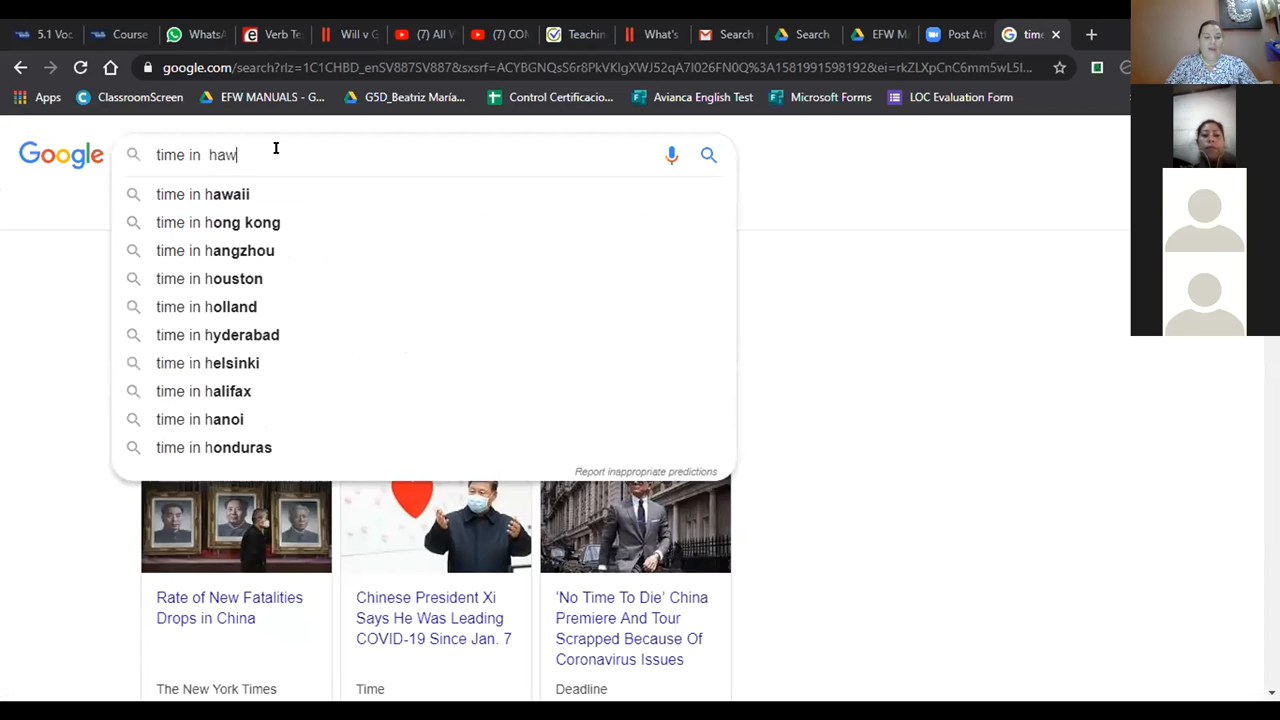 5.1 Voc
Course
WhatsA
Verb Te
Will v G
(7) All V
(7) CON
Teachin
What's
Search
Search
EFW M
Post Att
time
google.com/search?rlz=1C1CHBD_enSV887SV887&sxsrf=ACYBGNQsS6r8PkVKlgXWJ52qA7l026FN0Q%3A1581991598192&ei=rkZLXpCnC6mm5wL5l...
Apps
ClassroomScreen
EFW MANUALS - G...
G5D_Beatriz María...
Control Certificacio...
Avianca English Test
Microsoft Forms
LOC Evaluation Form
Google
time in haw
time in hawaii
time in hong kong
time in hangzhou
time in houston
time in holland
time in hyderabad
time in helsinki
time in halifax
time in hanoi
time in honduras
Report inappropriate predictions
Rate of New Fatalities
Drops in China
The New York Times
Chinese President Xi
Says He Was Leading
COVID-19 Since Jan. 7
Time
‘No Time To Die’ China
Premiere And Tour
Scrapped Because Of
Coronavirus Issues
Deadline